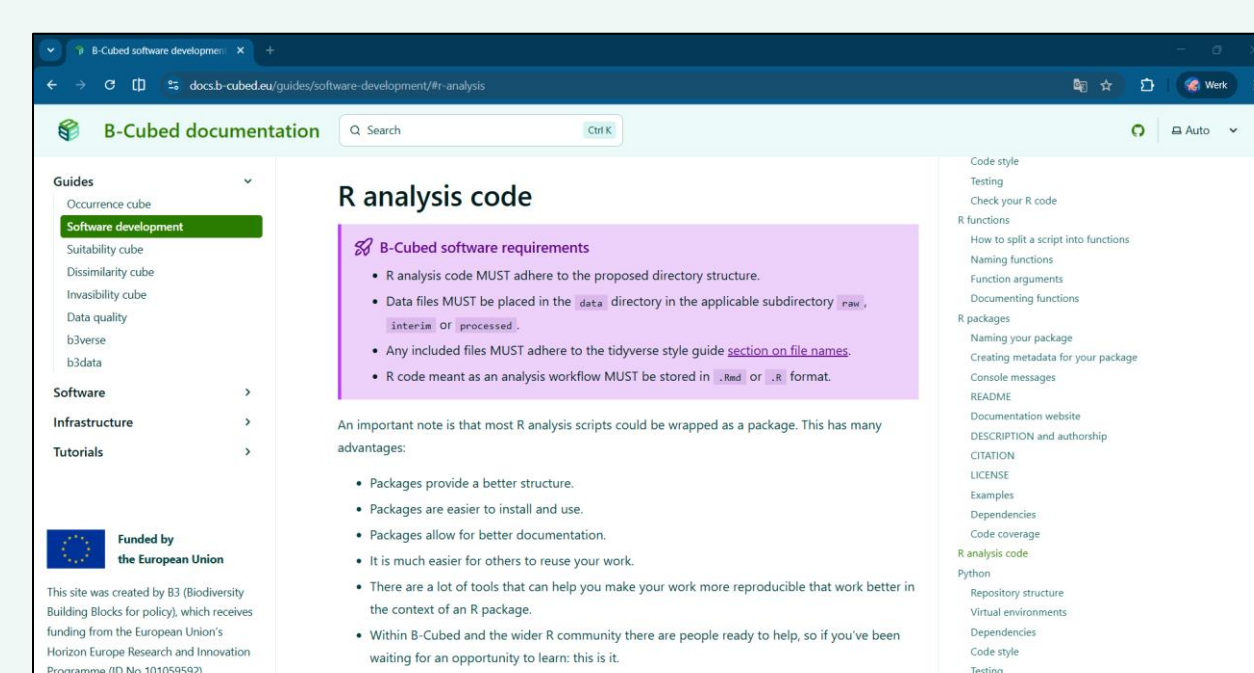 B-Cubed software developmen
docs.b-cubed.eu/guides/software-development/#r-analysis
Werk
B-Cubed documentation
Search
Ctrl K
Auto
Guides
Occurrence cube
Software development
Suitability cube
Dissimilarity cube
Invasibility cube
Data quality
b3verse
b3data
Software
Infrastructure
Tutorials
Funded by
the European Union
This site was created by B3 (Biodiversity
Building Blocks for policy), which receives
funding from the European Union's
Horizon Europe Research and Innovation
Programme (ID No 101059592)
R analysis code
B-Cubed software requirements
• R analysis code MUST adhere to the proposed directory structure.
• Data files MUST be placed in the data directory in the applicable subdirectory raw,
interim or processed.
• Any included files MUST adhere to the tidyverse style guide section on file names.
• R code meant as an analysis workflow MUST be stored in .Rmd or .R format.
An important note is that most R analysis scripts could be wrapped as a package. This has many
advantages:
• Packages provide a better structure.
• Packages are easier to install and use.
• Packages allow for better documentation.
• It is much easier for others to reuse your work.
• There are a lot of tools that can help you make your work more reproducible that work better in
the context of an R package.
• Within B-Cubed and the wider R community there are people ready to help, so if you've been
waiting for an opportunity to learn: this is it.
Code style
Testing
Check your R code
R functions
How to split a script into functions
Naming functions
Function arguments
Documenting functions
R packages
Naming your package
Creating metadata for your package
Console messages
README
Documentation website
DESCRIPTION and authorship
CITATION
LICENSE
Examples
Dependencies
Code coverage
R analysis code
Python
Repository structure
Virtual environments
Dependencies
Code style
Testing